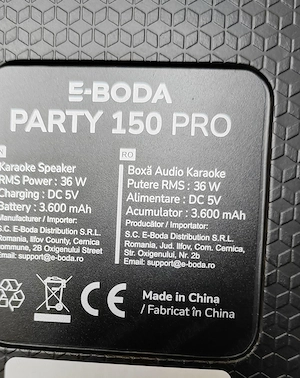 E-BODA
PARTY 150 PRO
Karaoke Speaker
RMS Power : 36 W
Charging : DC 5V
Battery : 3.600 mAh
Manufacturer / Importer:
S.C. E-Boda Distribution S.R.L.
Romania, Ilfov County, Cernica
Commune, 2B Oxigenului Street
Email: support@e-boda.ro
RO
Boxă Audio Karaoke
Putere RMS : 36 W
Alimentare : DC 5V
Acumulator : 3.600 mAh
Producător / Importator:
S.C. E-Boda Distribution S.R.L.
Romania, Jud. Ilfov, Com. Cernica,
Str. Oxigenului, Nr. 2b
Email: support@e-boda.ro
CE
Made in China
/ Fabricat în China